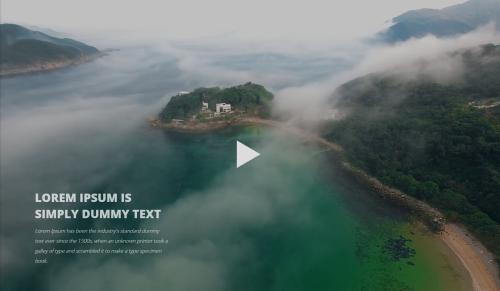 LOREM IPSUM IS
SIMPLY DUMMY TEXT
Lorem Ipsum has been the industry's standard dummy
text ever since the 1500s, when an unknown printer took a
galley of type and scrambled it to make a type specimen
book.